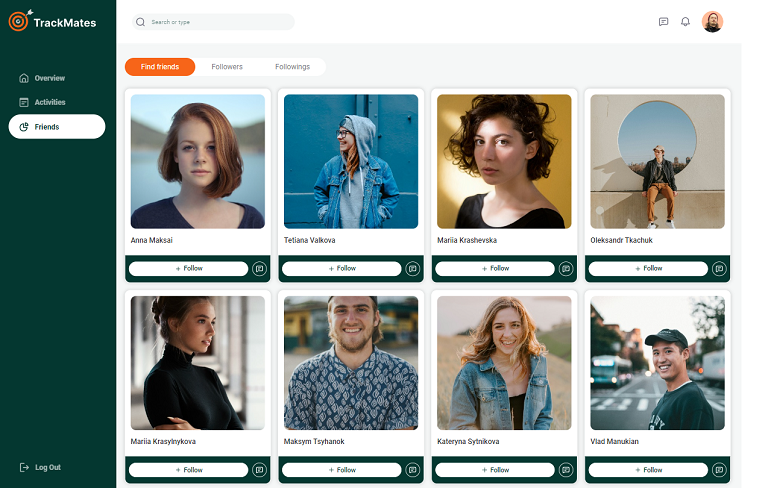 TrackMates
Search or type
Overview
Activities
Friends
Log Out
Find friends
Followers
Followings
Anna Maksai
Tetiana Valkova
Mariia Krashevska
Oleksandr Tkachuk
+ Follow
+ Follow
+ Follow
+ Follow
Mariia Krasylnykova
Maksym Tsyhanok
Kateryna Sytnikova
Vlad Manukian
+ Follow
+ Follow
+ Follow
+ Follow